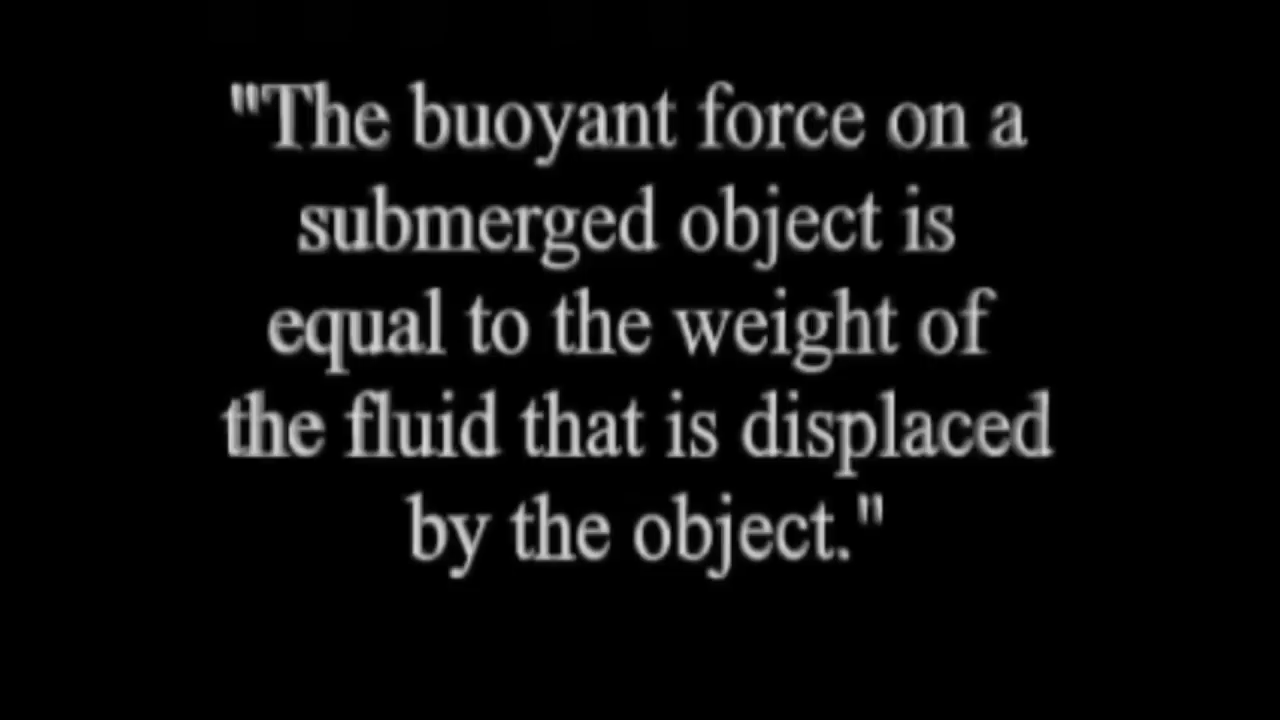 "The buoyant force on a
submerged object is
equal to the weight of
the fluid that is displaced
by the object."